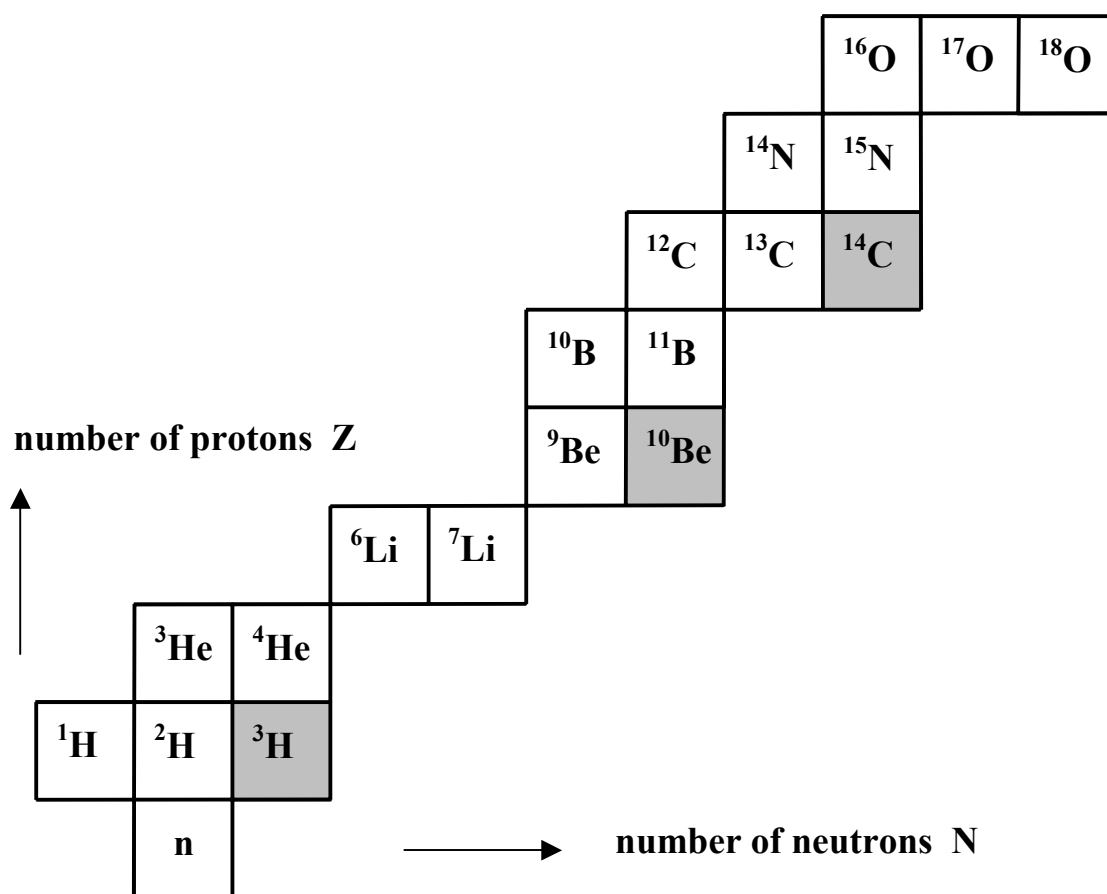 ¹⁶O ¹⁷O ¹⁸O
¹⁴N ¹⁵N
¹²C ¹³C ¹⁴C
¹⁰B ¹¹B
number of protons Z
⁹Be ¹⁰Be
⁶Li ⁷Li
³He ⁴He
¹H ²H ³H
n
number of neutrons N